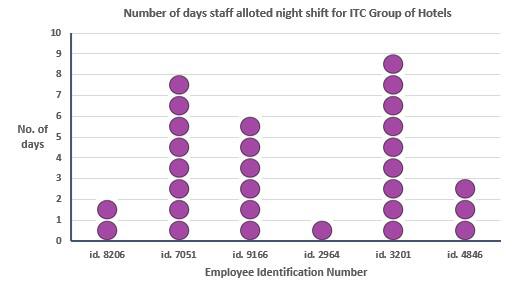 Number of days staff alloted night shift for ITC Group of Hotels
10
9
8
7
6
5
4
3
2
1
0
No. of
days
id. 8206 id. 7051 id. 9166 id. 2964 id. 3201 id. 4846
Employee Identification Number